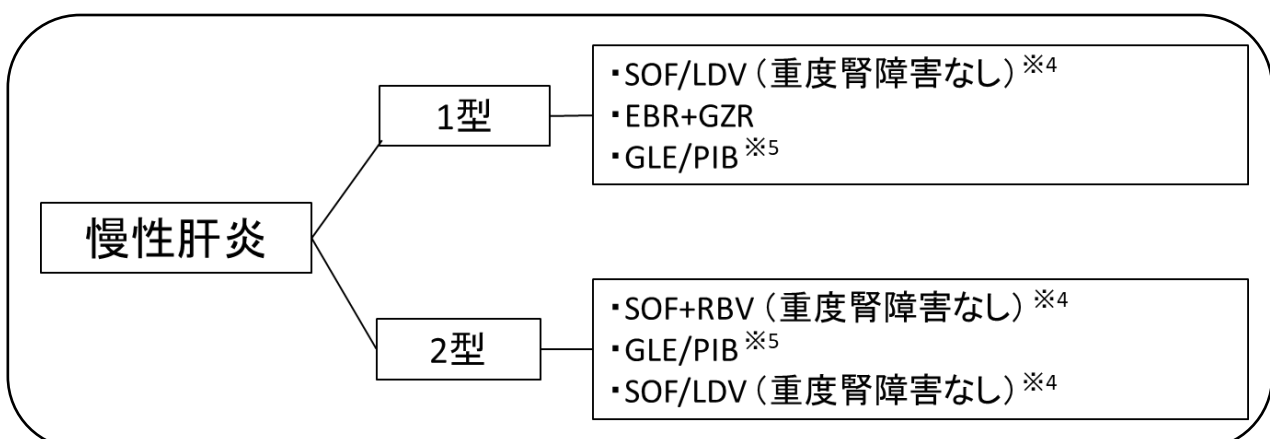 慢性肝炎
1型
・SOF/LDV（重度腎障害なし）※4
・EBR+GZR
・GLE/PIB※5
2型
・SOF+RBV（重度腎障害なし）※4
・GLE/PIB※5
・SOF/LDV（重度腎障害なし）※4